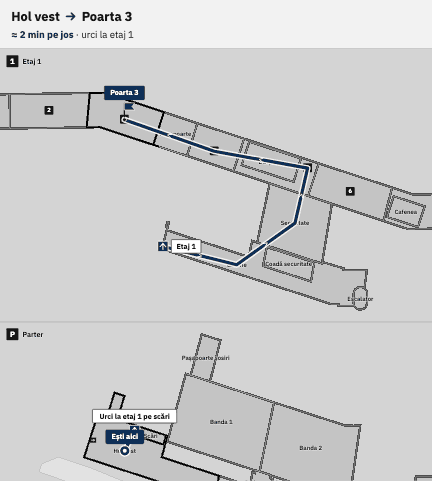 Hol vest → Poarta 3
≈ 2 min pe jos · urci la etaj 1
1 Etaj 1
Poarta 3
2
6
Cafenea
Securitate
Etaj 1
Coadă securitate
Escalator
P Parter
Pașapoarte sosiri
Urci la etaj 1 pe scări
Banda 1
Scări
Ești aici
Banda 2